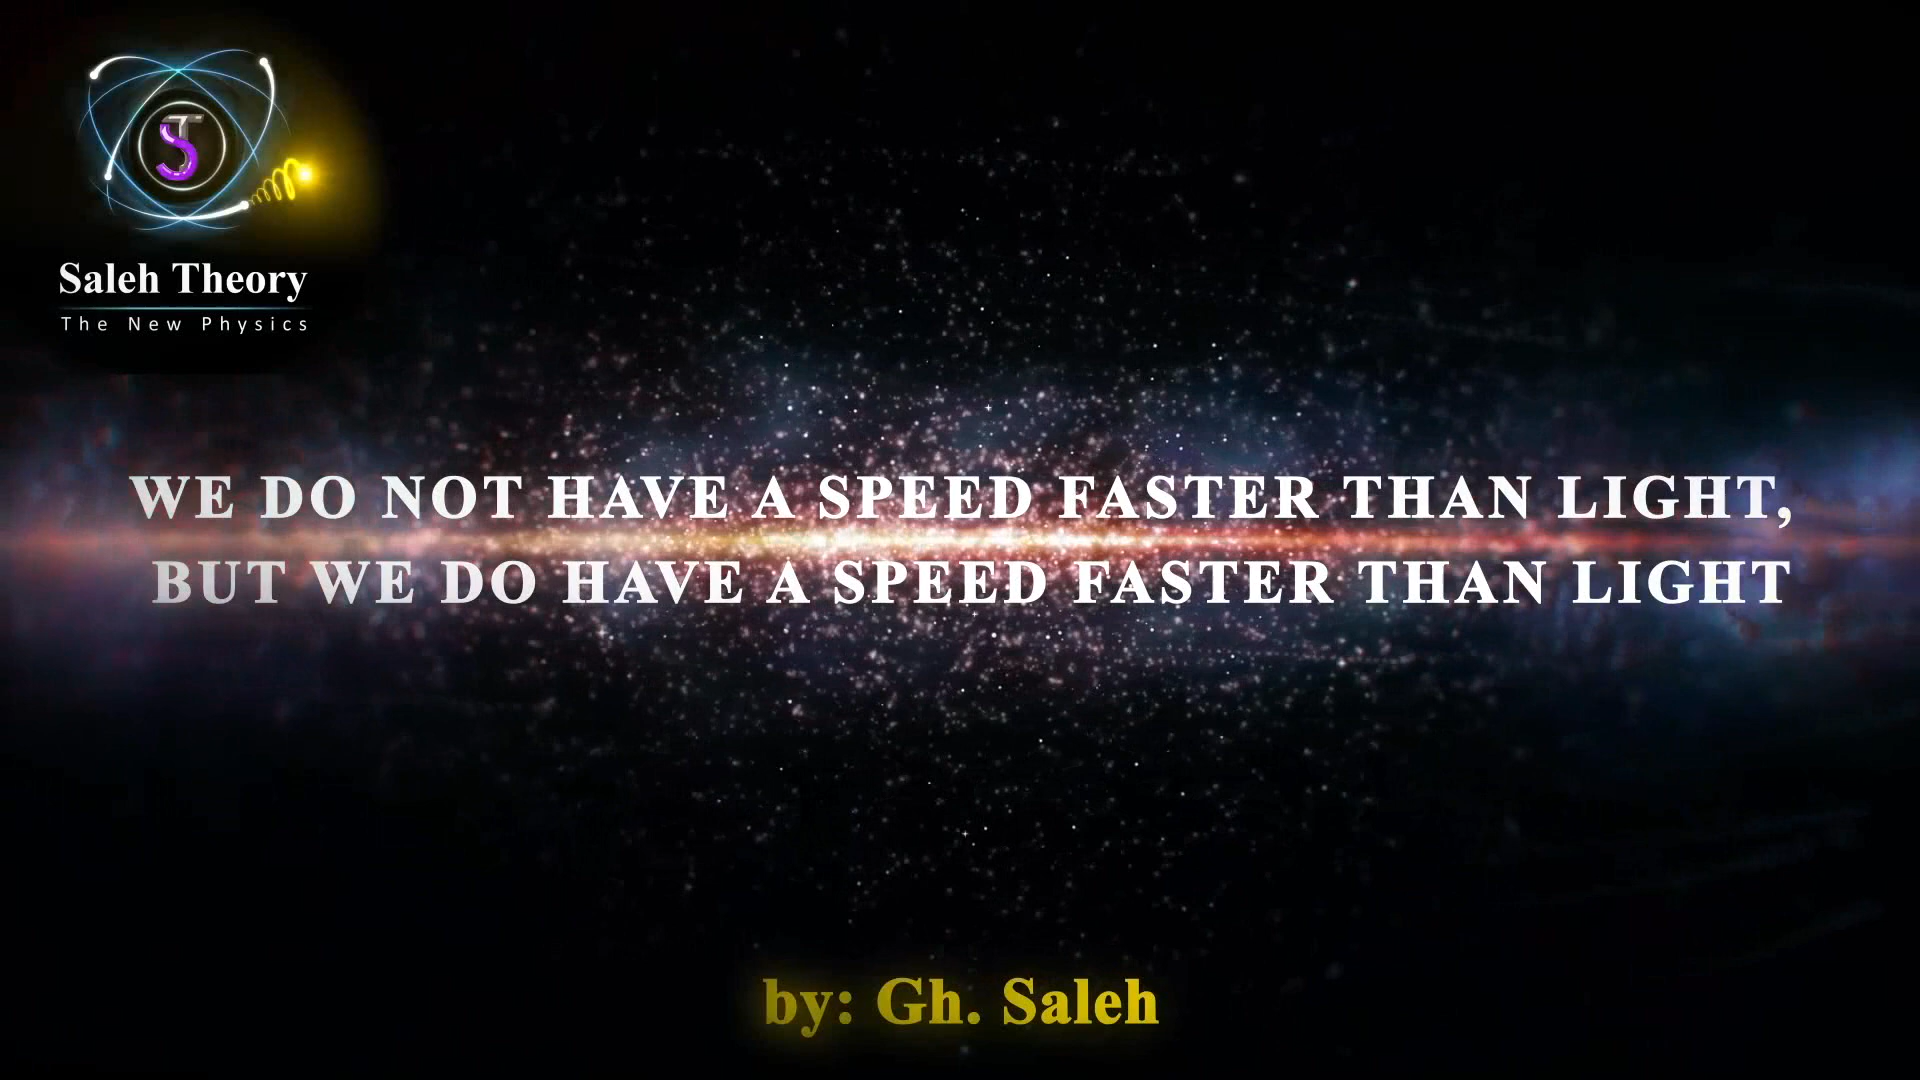 ST
Saleh Theory
The New Physics
WE DO NOT HAVE A SPEED FASTER THAN LIGHT,
BUT WE DO HAVE A SPEED FASTER THAN LIGHT
by: Gh. Saleh